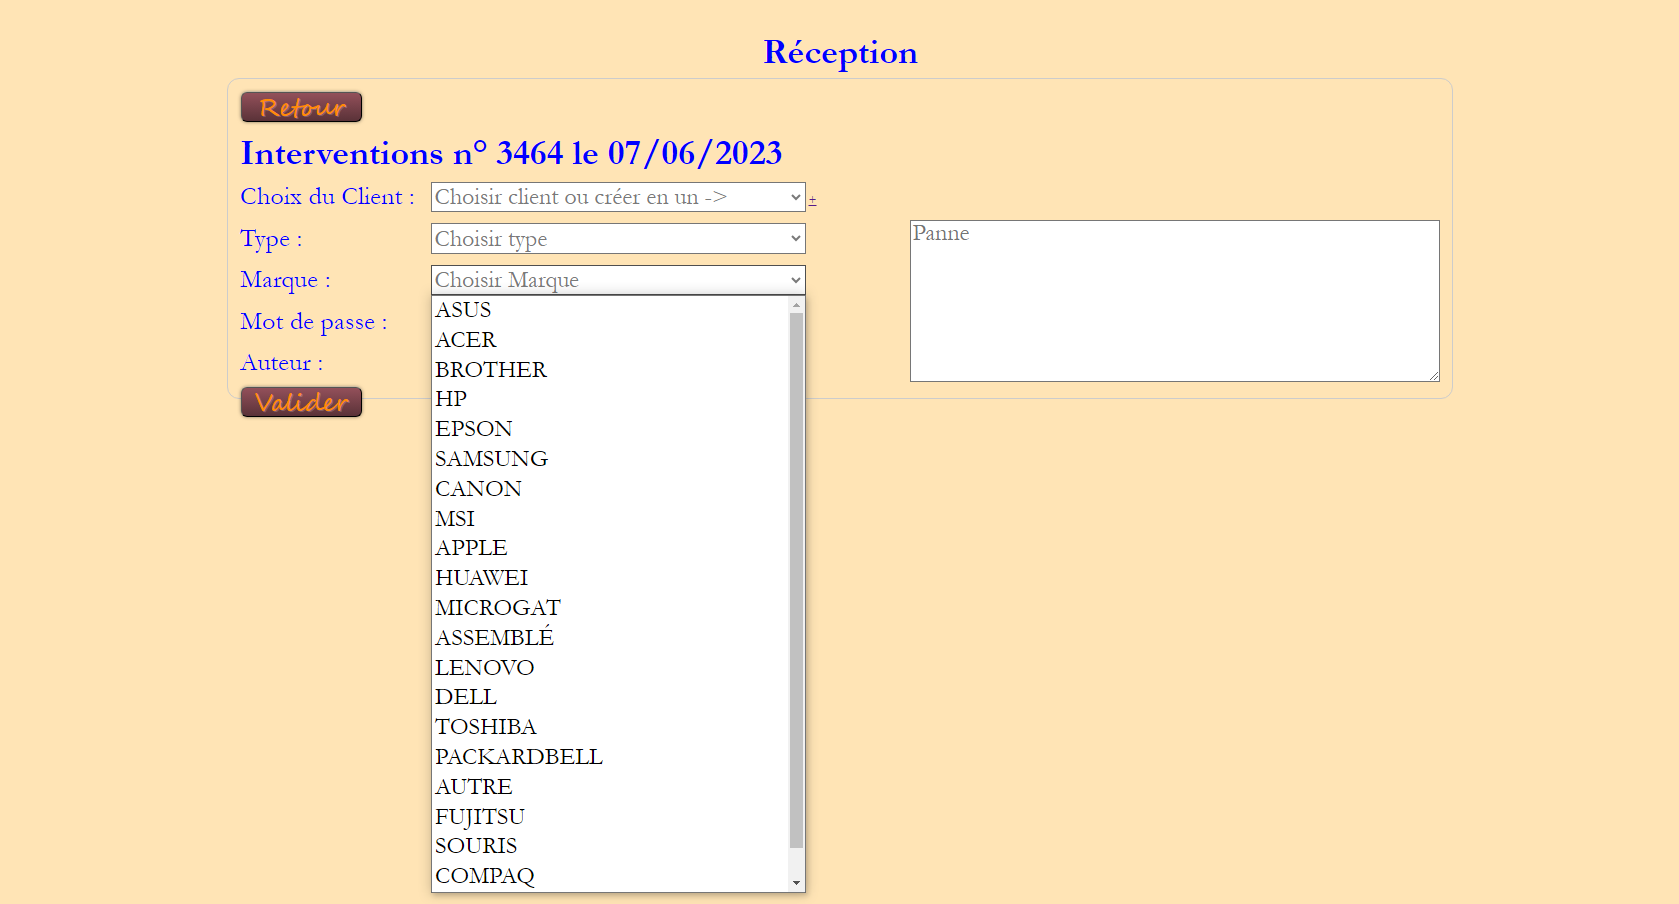 Réception
Retour
Interventions n° 3464 le 07/06/2023
Choix du Client : Choisir client ou créer en un -> +
Type : Choisir type
Panne
Marque : Choisir Marque
Mot de passe :
Auteur :
Valider
ASUS
ACER
BROTHER
HP
EPSON
SAMSUNG
CANON
MSI
APPLE
HUAWEI
MICROGAT
ASSEMBLÉ
LENOVO
DELL
TOSHIBA
PACKARDBELL
AUTRE
FUJITSU
SOURIS
COMPAQ